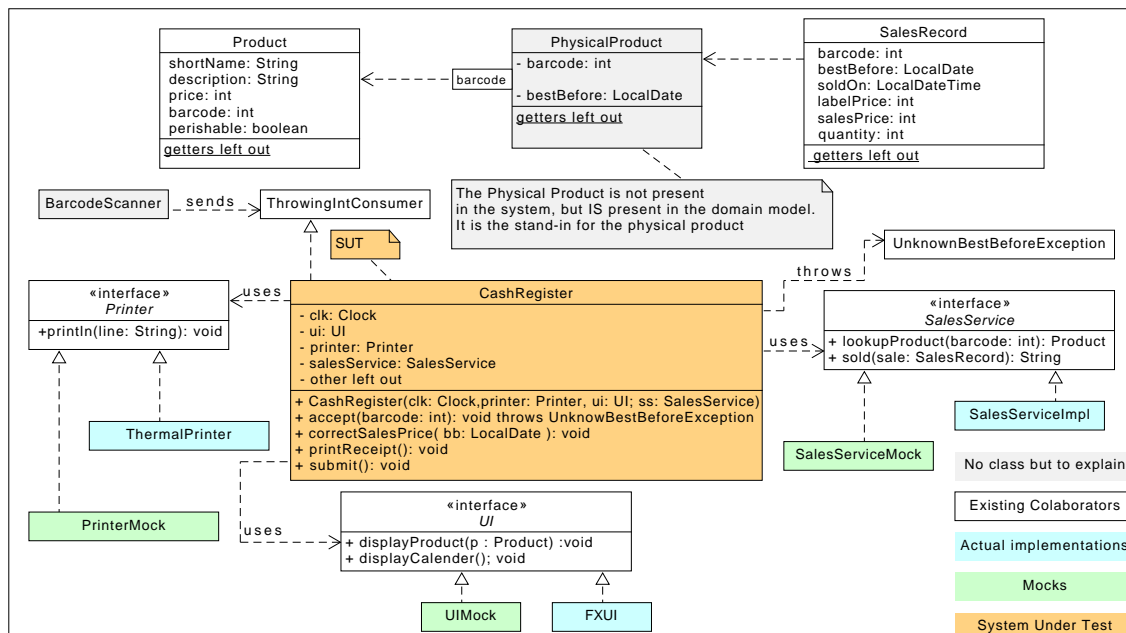 Product
shortName: String
description: String
price: int
barcode: int
perishable: boolean
getters left out
barcode
PhysicalProduct
- barcode: int
- bestBefore: LocalDate
getters left out
SalesRecord
barcode: int
bestBefore: LocalDate
soldOn: LocalDateTime
labelPrice: int
salesPrice: int
quantity: int
getters left out
The Physical Product is not present
in the system, but IS present in the domain model.
It is the stand-in for the physical product
BarcodeScanner
sends
ThrowingIntConsumer
SUT
UnknownBestBeforeException
throws
«interface»
Printer
+println(line: String): void
uses
CashRegister
- clk: Clock
- ui: UI
- printer: Printer
- salesService: SalesService
- other left out
+ CashRegister(clk: Clock,printer: Printer, ui: UI; ss: SalesService)
+ accept(barcode: int): void throws UnknowBestBeforeException
+ correctSalesPrice( bb: LocalDate ): void
+ printReceipt(): void
+ submit(): void
uses
«interface»
SalesService
+ lookupProduct(barcode: int): Product
+ sold(sale: SalesRecord): String
ThermalPrinter
SalesServiceImpl
SalesServiceMock
PrinterMock
uses
«interface»
UI
+ displayProduct(p : Product) :void
+ displayCalender(); void
UIMock
FXUI
No class but to explain
Existing Colaborators
Actual implementations
Mocks
System Under Test